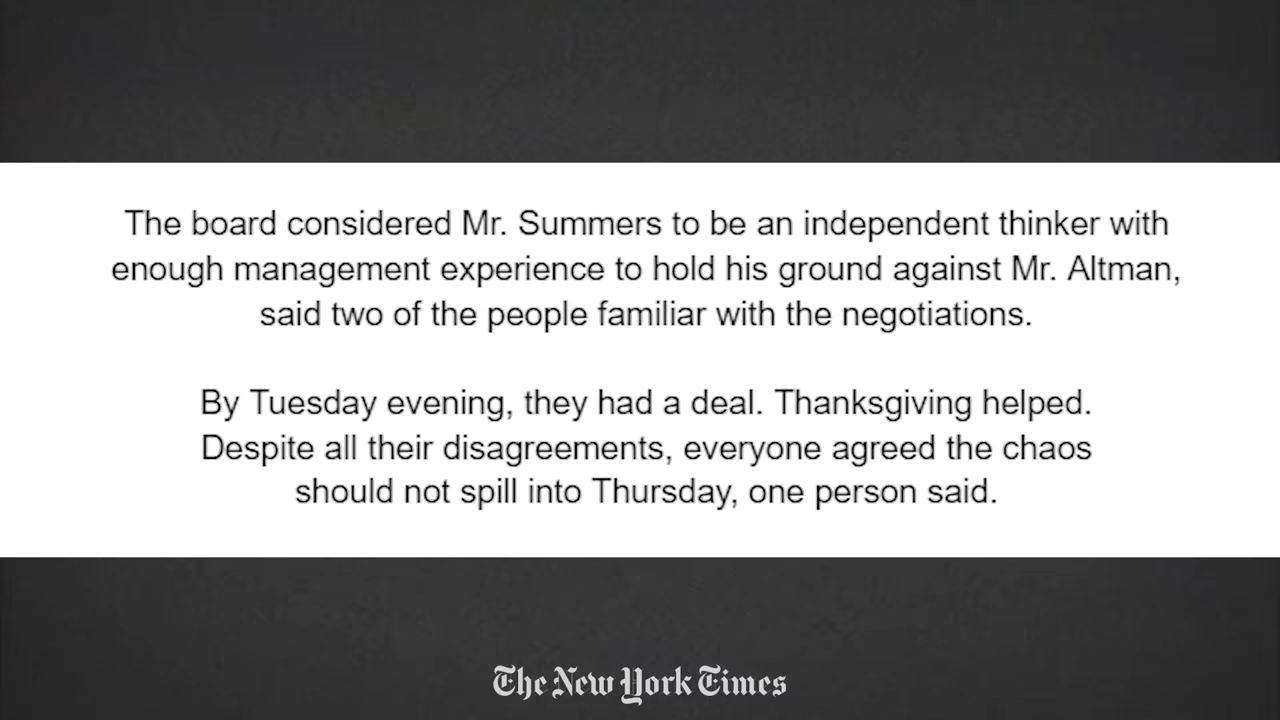 The board considered Mr. Summers to be an independent thinker with
enough management experience to hold his ground against Mr. Altman,
said two of the people familiar with the negotiations.
By Tuesday evening, they had a deal. Thanksgiving helped.
Despite all their disagreements, everyone agreed the chaos
should not spill into Thursday, one person said.
The New York Times